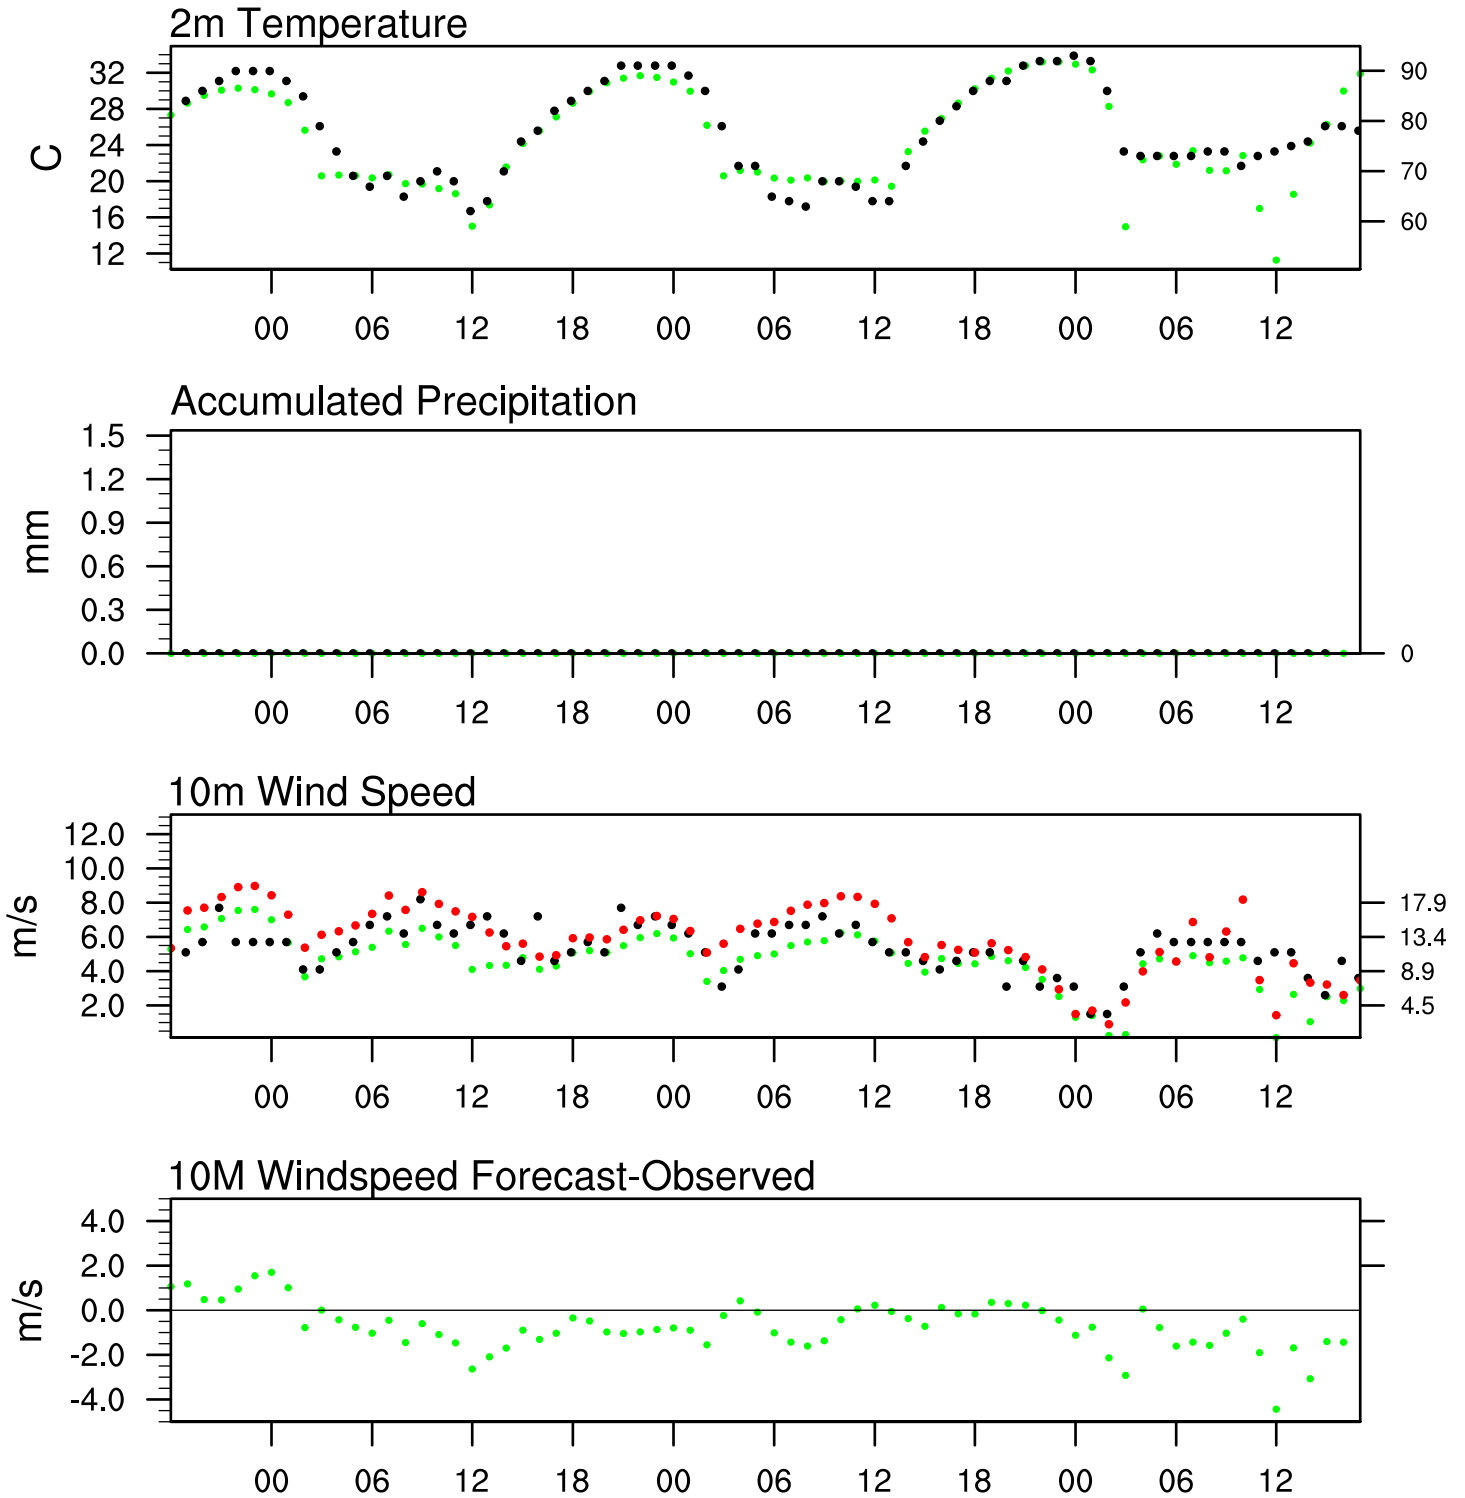 2m Temperature
32 90
28
80
24
C
70
20
16 60
12
00 06 12 18 00 06 12 18 00 06 12
Accumulated Precipitation
1.5
1.2
0.9
mm
0.6
0.3
0.0 0
00 06 12 18 00 06 12 18 00 06 12
10m Wind Speed
12.0
10.0
8.0 17.9
m/s
6.0 13.4
4.0 8.9
2.0 4.5
00 06 12 18 00 06 12 18 00 06 12
10M Windspeed Forecast-Observed
4.0
2.0
m/s
0.0
-2.0
-4.0
00 06 12 18 00 06 12 18 00 06 12